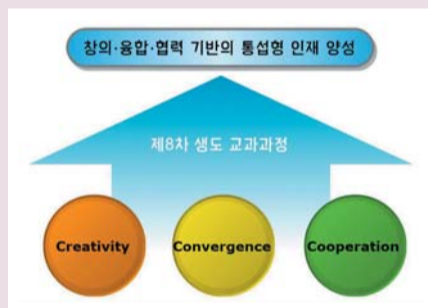 창의·융합·협력 기반의 통섭형 인재 양성
제8차 생도 교과과정
Creativity
Convergence
Cooperation